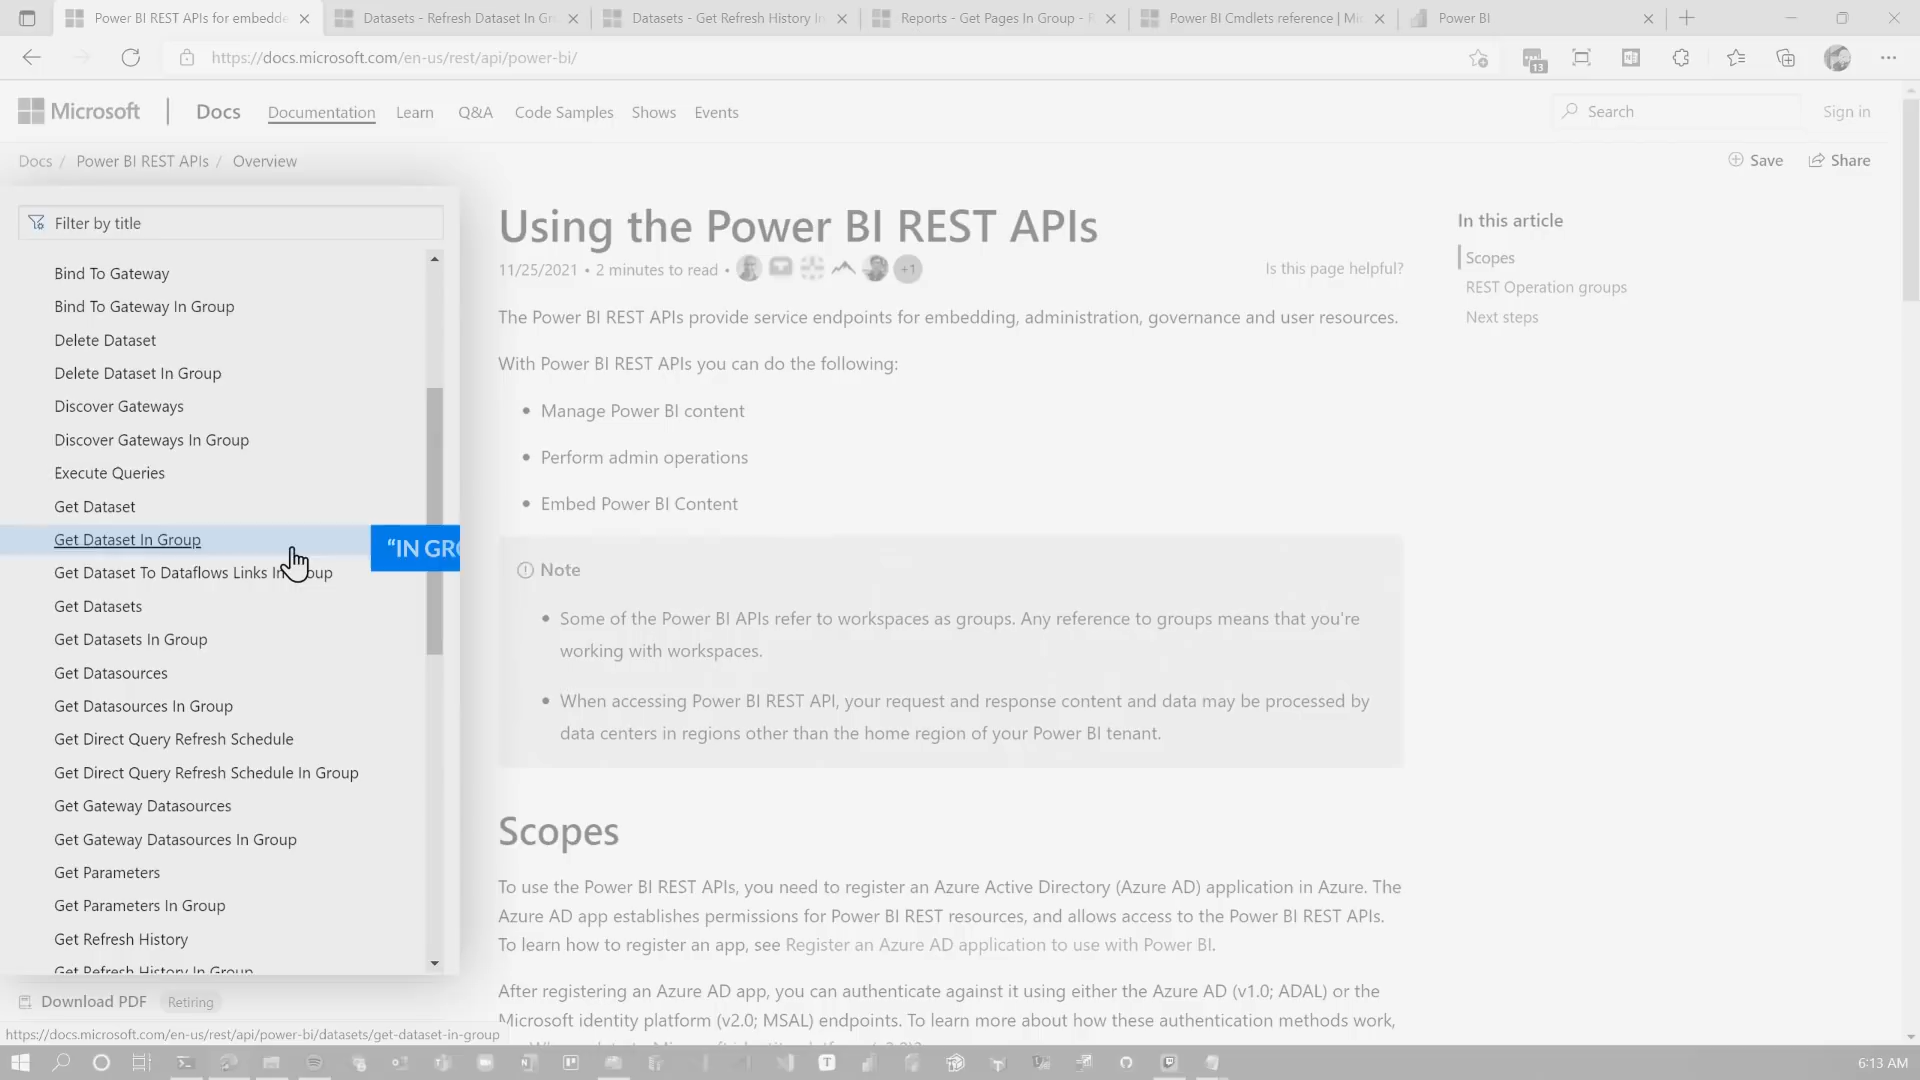 Power BI REST APIs for embedde
Datasets - Refresh Dataset In Gr
Datasets - Get Refresh History In
Reports - Get Pages In Group - R
Power BI Cmdlets reference | Mi
Power BI
https://docs.microsoft.com/en-us/rest/api/power-bi/
13
Microsoft
Docs
Documentation
Learn
Q&A
Code Samples
Shows
Events
Search
Sign in
Docs / Power BI REST APIs / Overview
Save
Share
Filter by title
Bind To Gateway
Bind To Gateway In Group
Delete Dataset
Delete Dataset In Group
Discover Gateways
Discover Gateways In Group
Execute Queries
Get Dataset
Get Dataset In Group
"IN GR
Get Dataset To Dataflows Links In oup
Get Datasets
Get Datasets In Group
Get Datasources
Get Datasources In Group
Get Direct Query Refresh Schedule
Get Direct Query Refresh Schedule In Group
Get Gateway Datasources
Get Gateway Datasources In Group
Get Parameters
Get Parameters In Group
Get Refresh History
Get Refresh History In Group
Download PDF
Retiring
https://docs.microsoft.com/en-us/rest/api/power-bi/datasets/get-dataset-in-group
Using the Power BI REST APIs
11/25/2021 • 2 minutes to read •
+1
Is this page helpful?
The Power BI REST APIs provide service endpoints for embedding, administration, governance and user resources.
With Power BI REST APIs you can do the following:
• Manage Power BI content
• Perform admin operations
• Embed Power BI Content
Note
• Some of the Power BI APIs refer to workspaces as groups. Any reference to groups means that you're
working with workspaces.
• When accessing Power BI REST API, your request and response content and data may be processed by
data centers in regions other than the home region of your Power BI tenant.
Scopes
To use the Power BI REST APIs, you need to register an Azure Active Directory (Azure AD) application in Azure. The
Azure AD app establishes permissions for Power BI REST resources, and allows access to the Power BI REST APIs.
To learn how to register an app, see Register an Azure AD application to use with Power BI.
After registering an Azure AD app, you can authenticate against it using either the Azure AD (v1.0; ADAL) or the
Microsoft identity platform (v2.0; MSAL) endpoints. To learn more about how these authentication methods work,
In this article
Scopes
REST Operation groups
Next steps
6:13 AM